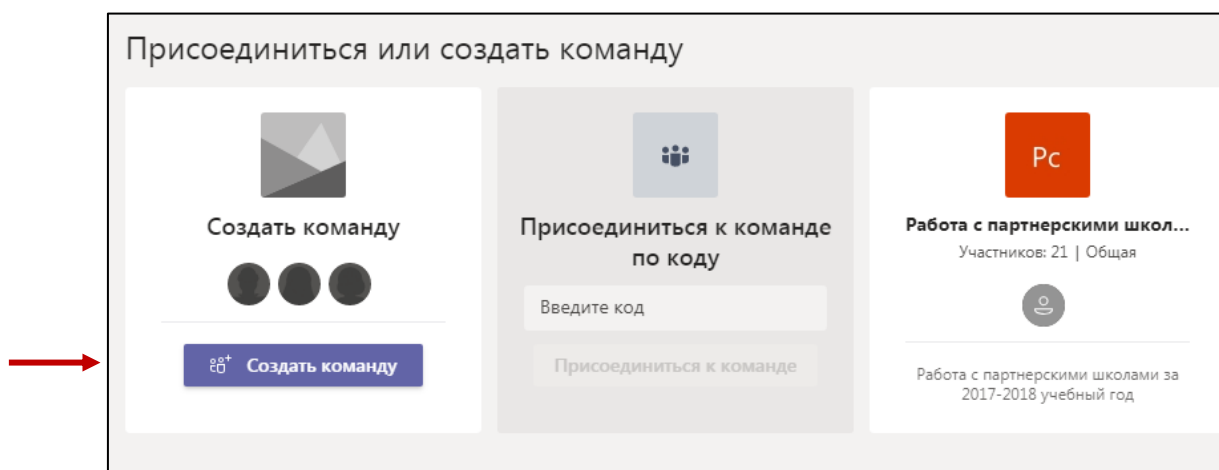 Присоединиться или создать команду
Создать команду
Создать команду
Присоединиться к команде
по коду
Введите код
Присоединиться к команде
Рс
Работа с партнерскими школ...
Участников: 21 | Общая
Работа с партнерскими школами за
2017-2018 учебный год